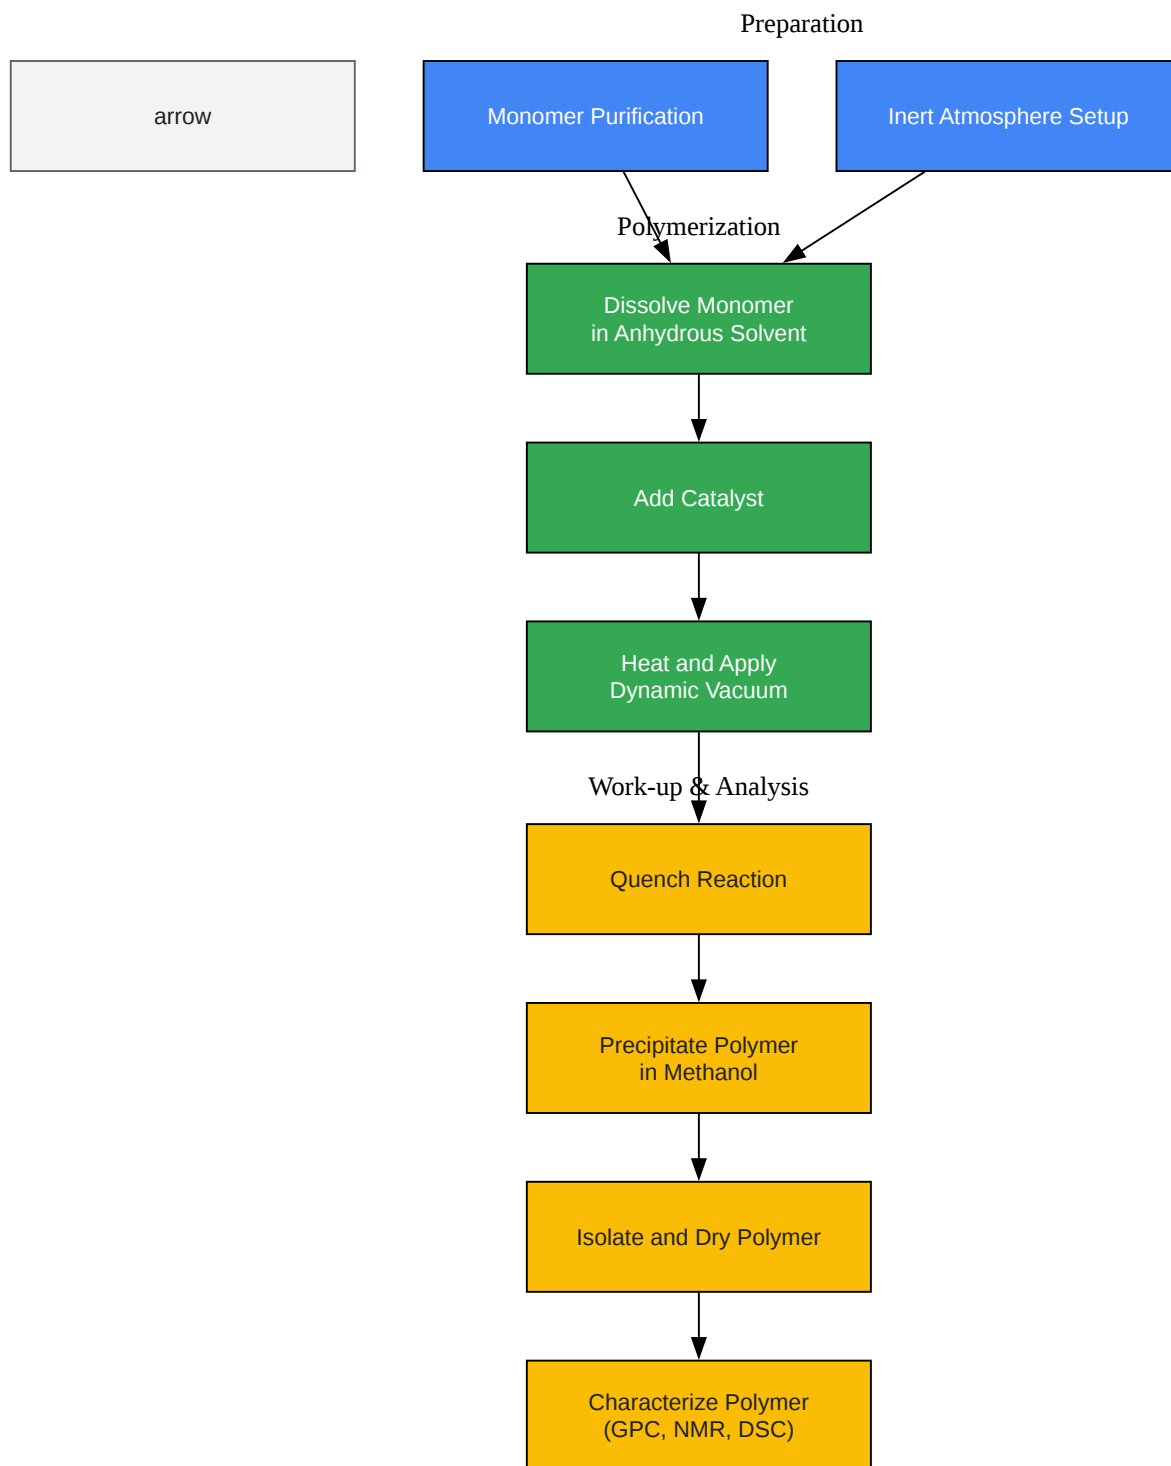 Preparation
arrow
Monomer Purification
Inert Atmosphere Setup
Polymerization
Dissolve Monomer
in Anhydrous Solvent
Add Catalyst
Heat and Apply
Dynamic Vacuum
Work-up & Analysis
Quench Reaction
Precipitate Polymer
in Methanol
Isolate and Dry Polymer
Characterize Polymer
(GPC, NMR, DSC)